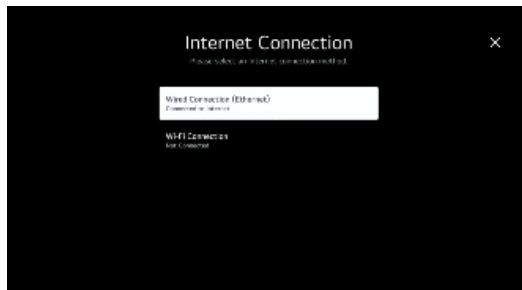 Internet Connection
Please select an Internet connection method.
Wired Connection (Ethernet)
Connected to Internet
Wi-Fi Connection
Not Connected